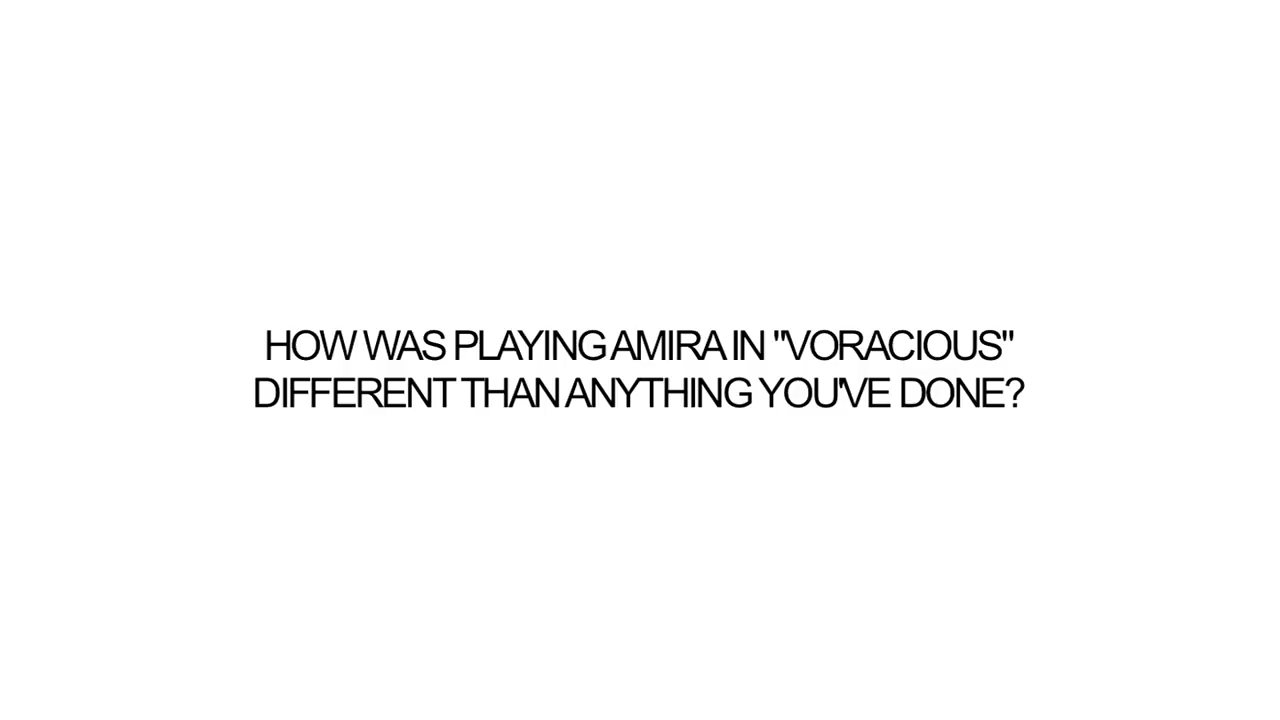 HOW WAS PLAYING AMIRA IN "VORACIOUS"
DIFFERENT THAN ANYTHING YOU'VE DONE?